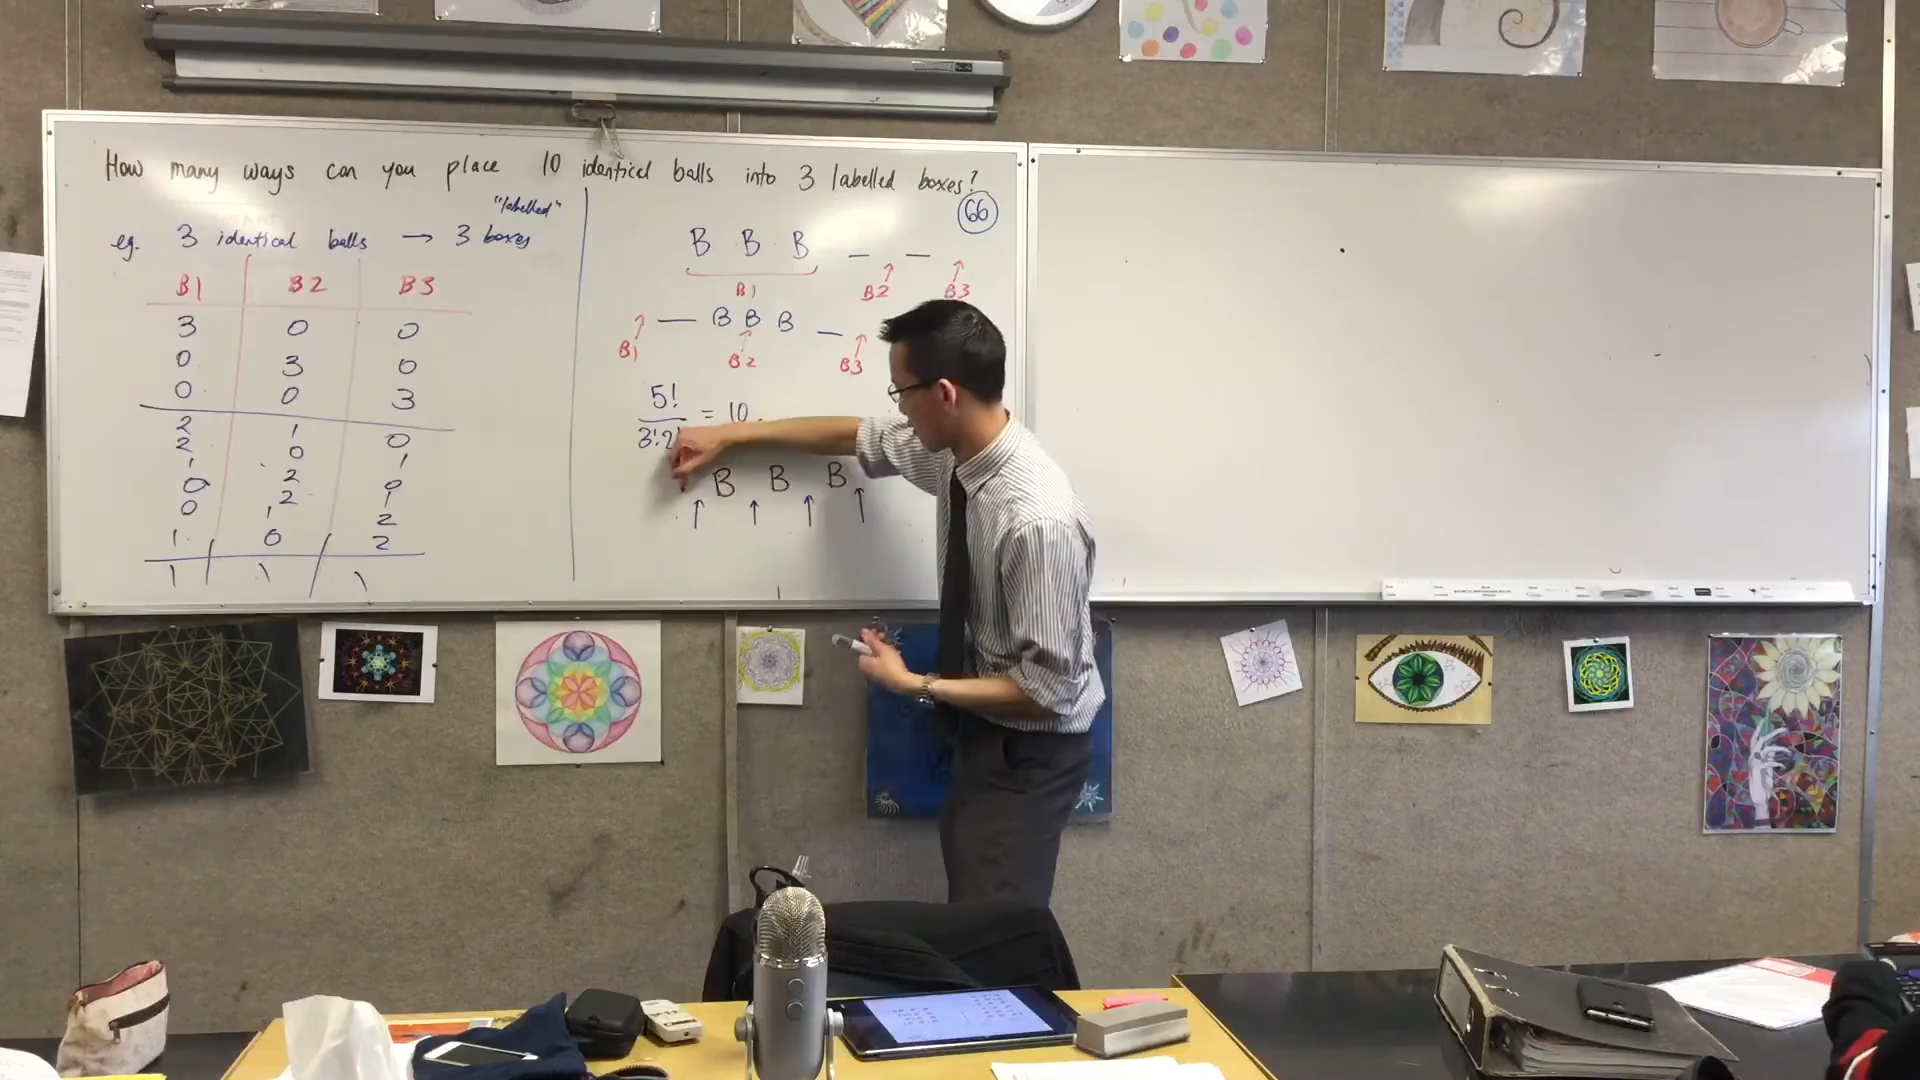 How many ways can you place 10 identical balls into 3 labelled boxes?
66
"labelled"
eg. 3 identical balls → 3 boxes
B1 B2 B3
3 0 0
0 3 0
0 0 3
2 1 0
2 0 1
1 2 0
0 2 1
0 1 2
1 0 2
1 1 1
B B B _ _
B1 B2 B3
_ B B B _
B1 B2 B3
5!
3!2! = 10
B B B